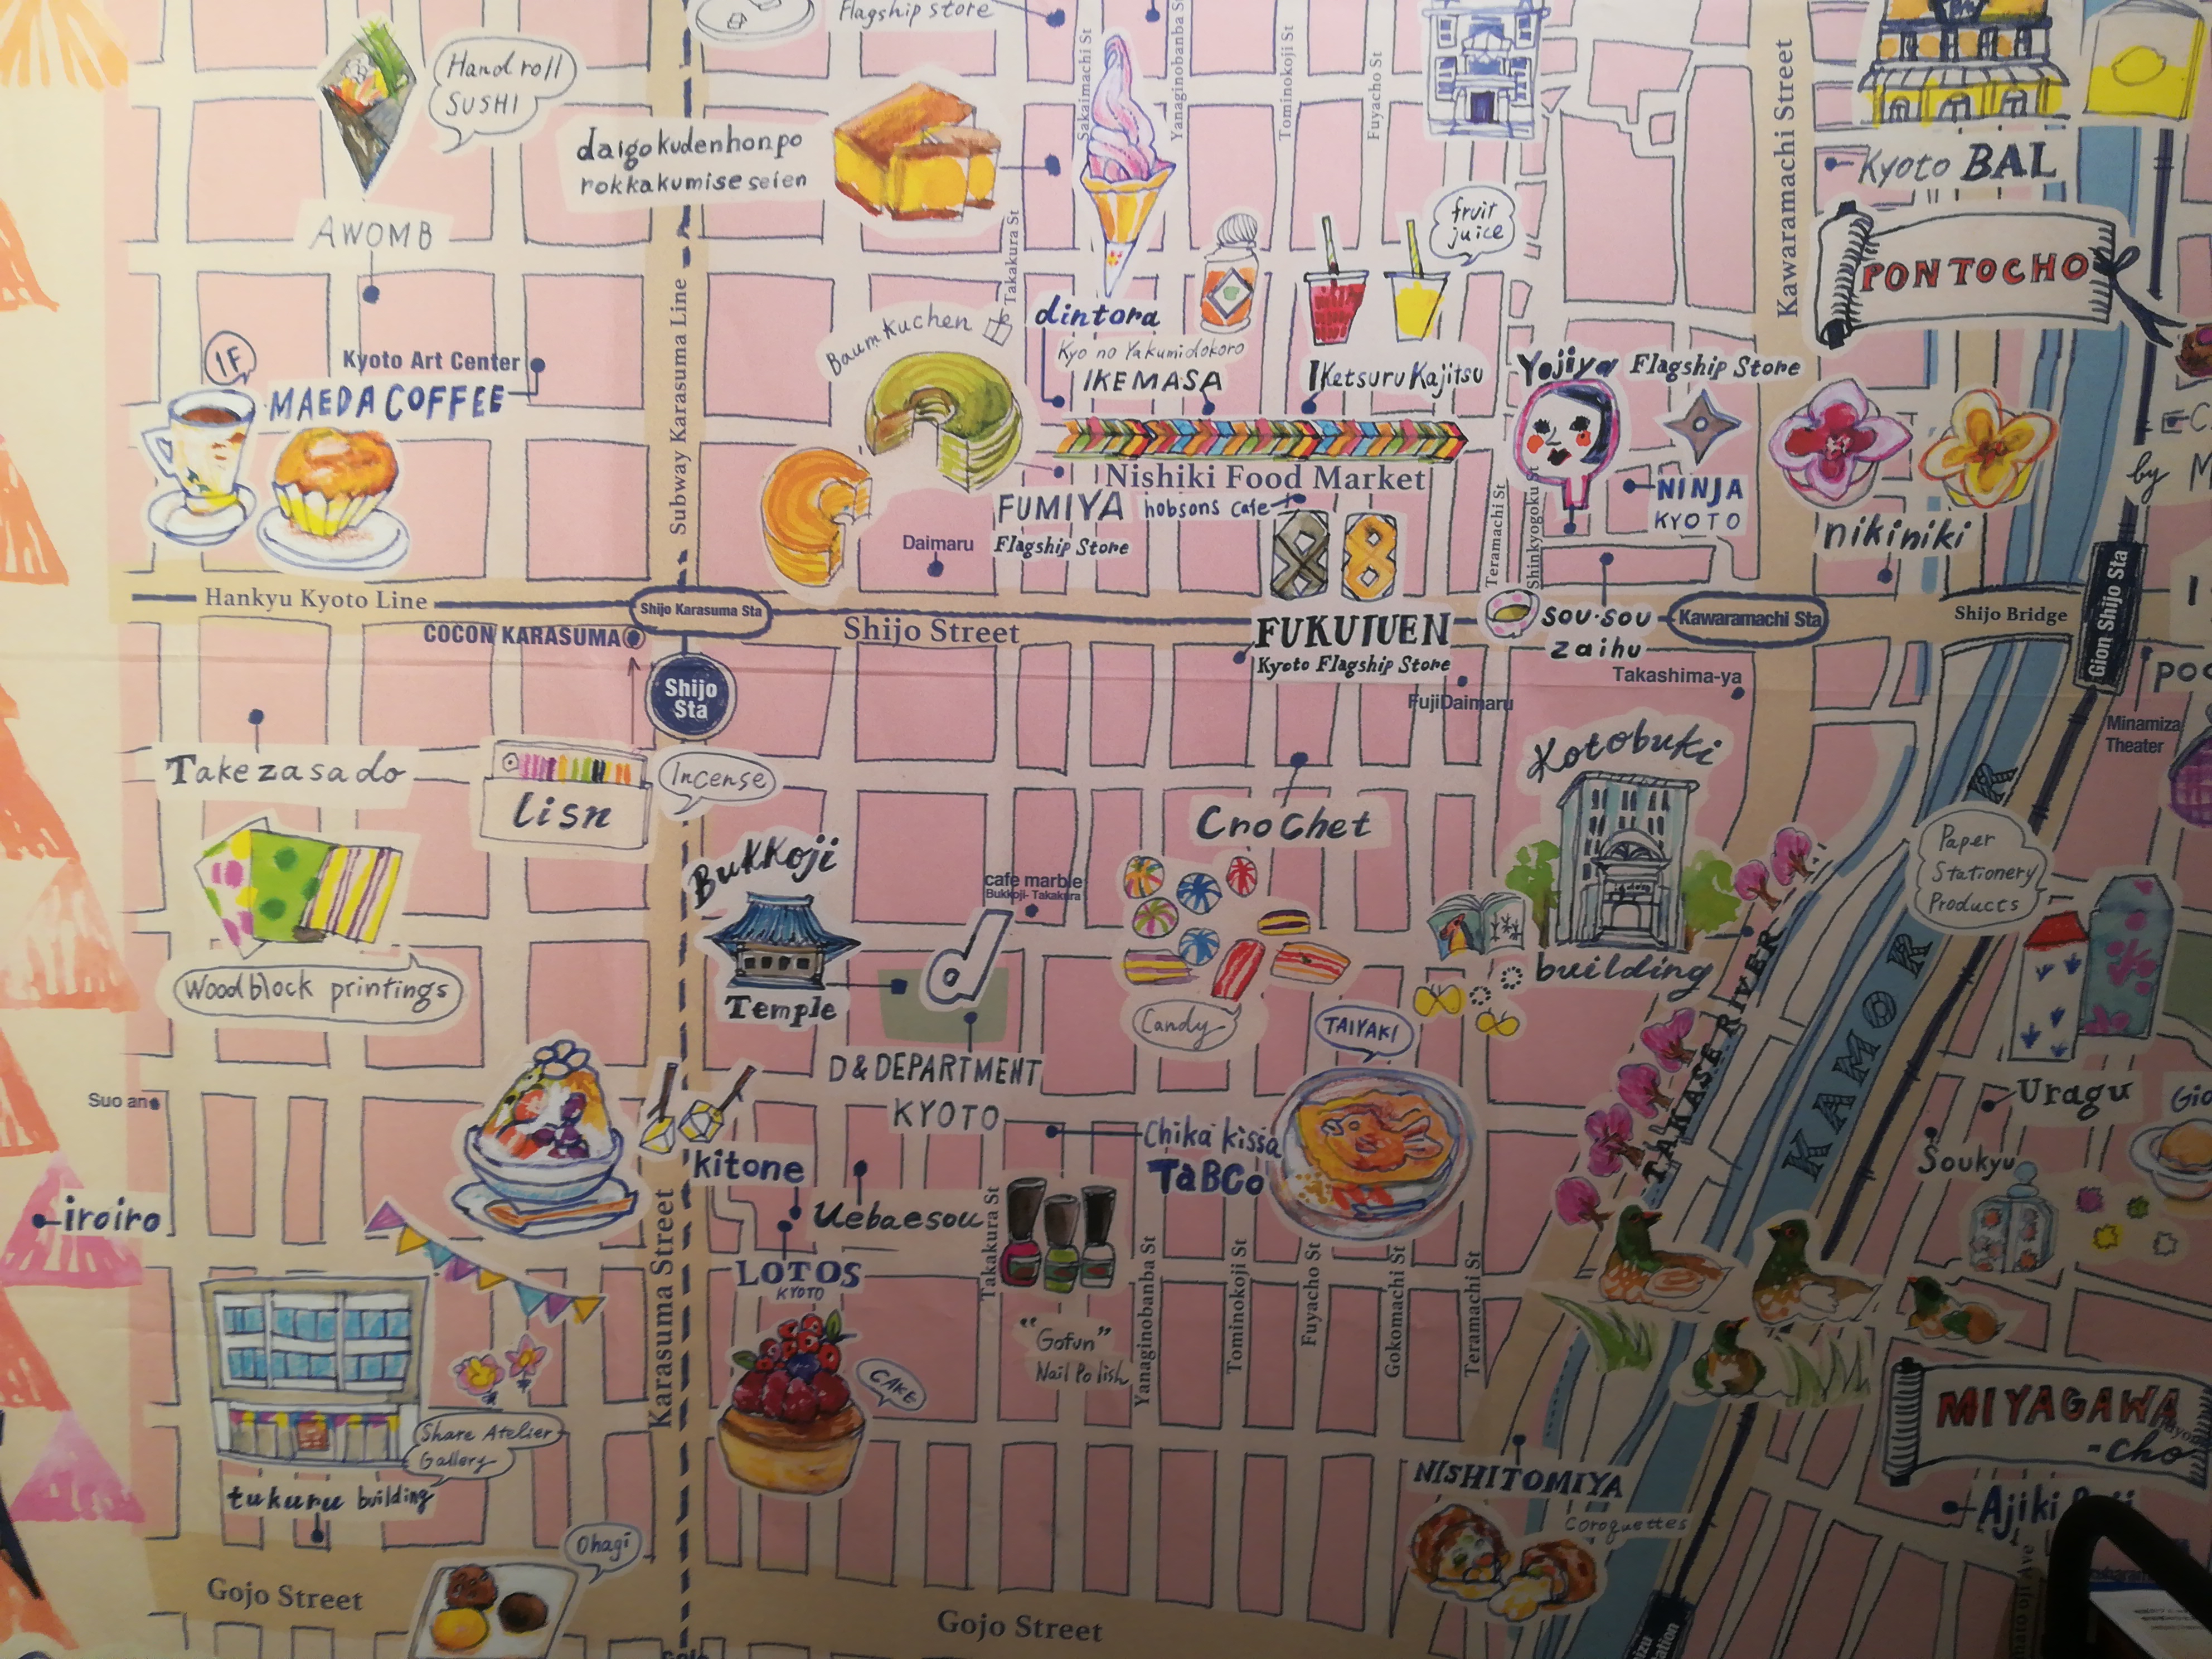 Flagship store
Hand roll
SUSHI
AWOMB
daigokudenhonpo
rokkakumise seien
Sakaimachi St
Yanaginobanba St
Tominokoji St
Fuyacho St
Kawaramachi Street
Kyoto BAL
PONTOCHO
fruit
juice
Takakura St
Subway Karasuma Line
dintora
Kyo no Yakumidokoro
IKEMASA
Iketsuru Kajitsu
Yojiya Flagship Store
Baumkuchen
1F
Kyoto Art Center
MAEDA COFFEE
Nishiki Food Market
FUMIYA
Flagship Store
hobsons Cafe
Daimaru
NINJA
KYOTO
nikiniki
by
Teramachi St
Shinkyogoku St
Hankyu Kyoto Line
Shijo Karasuma Sta
COCON KARASUMA
Shijo
Sta
Shijo Street
FUKUJUEN
Kyoto Flagship Store
SOU・SOU
zaihu
Kawaramachi Sta
Shijo Bridge
Gion Shijo Sta
FujiDaimaru
Takashima-ya
Minamiza
Theater
Takezasado
lisn
Incense
Woodblock printings
Bukkoji
Temple
cafe marble
Bukkoji- Takakura
d
D & DEPARTMENT
KYOTO
Crochet
Candy
Kotobuki
building
Paper
Stationery
Products
TAKASE RIVER
KAMOR
R
TAIYAKI
Chika kissa
TaBCo
Uragu
Soukyu
Suo an
iroiro
kitone
Uebaesou
LOTOS
KYOTO
CAKE
"Gofun"
Nail Polish
Karasuma Street
Takakura St
Yanaginobanba St
Tominokoji St
Fuyacho St
Gokomachi St
Teramachi St
Share Atelier
Gallery
tukuru building
Ohagi
Gojo Street
Gojo Street
NISHITOMIYA
Coroquettes
MIYAGAWA
-cho
Ajiki